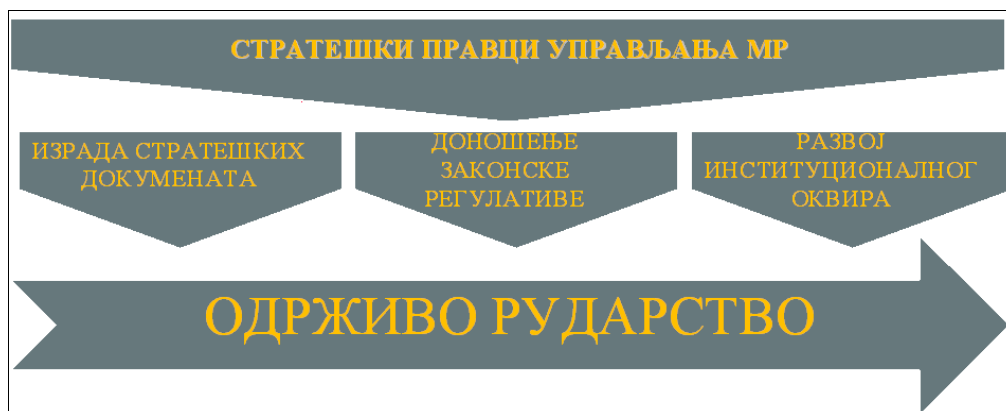 СТРАТЕШКИ ПРАВЦИ УПРАВЉАЊА МР
ИЗРАДА СТРАТЕШКИХ
ДОКУМЕНАТА
ДОНОШЕЊЕ
ЗАКОНСКЕ
РЕГУЛАТИВЕ
РАЗВОЈ
ИНСТИТУЦИОНАЛНОГ
ОКВИРА
ОДРЖИВО РУДАРСТВО